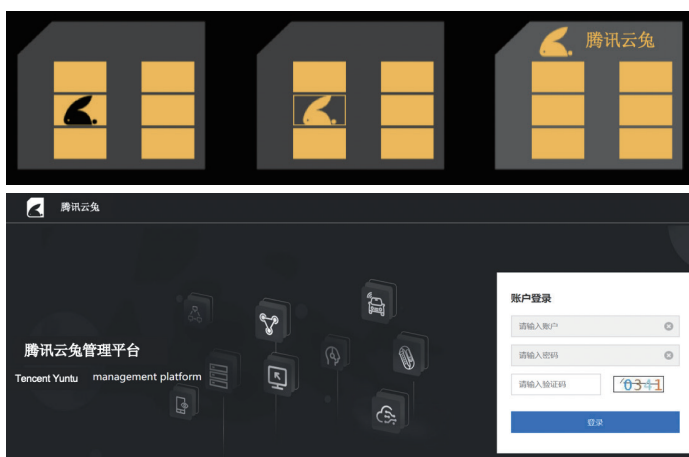 腾讯云兔
腾讯云兔
账户登录
请输入账户
请输入密码
腾讯云兔管理平台
Tencent Yuntu management platform
请输入验证码
0341
登录